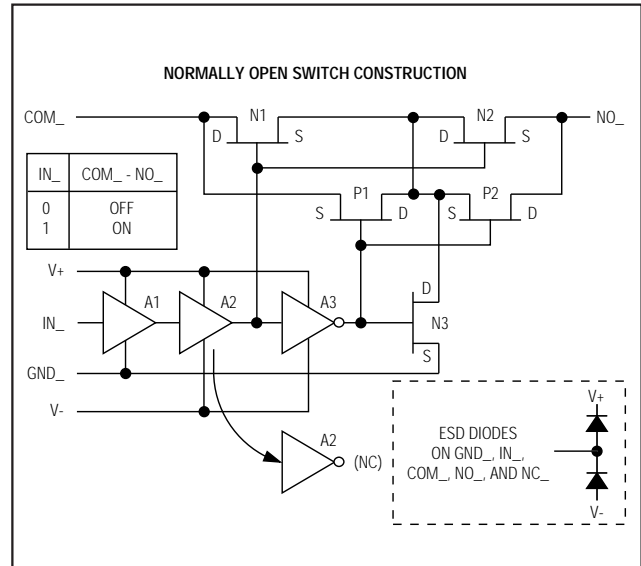 NORMALLY OPEN SWITCH CONSTRUCTION
COM_
N1
N2
NO_
D
S
D
S
IN_ COM_ - NO_
0 OFF
1 ON
P1
P2
S
D
S
D
V+
A1
A2
A3
D
N3
IN_
S
GND_
V-
A2
(NC)
V+
ESD DIODES
ON GND_, IN_,
COM_, NO_, AND NC_
V-